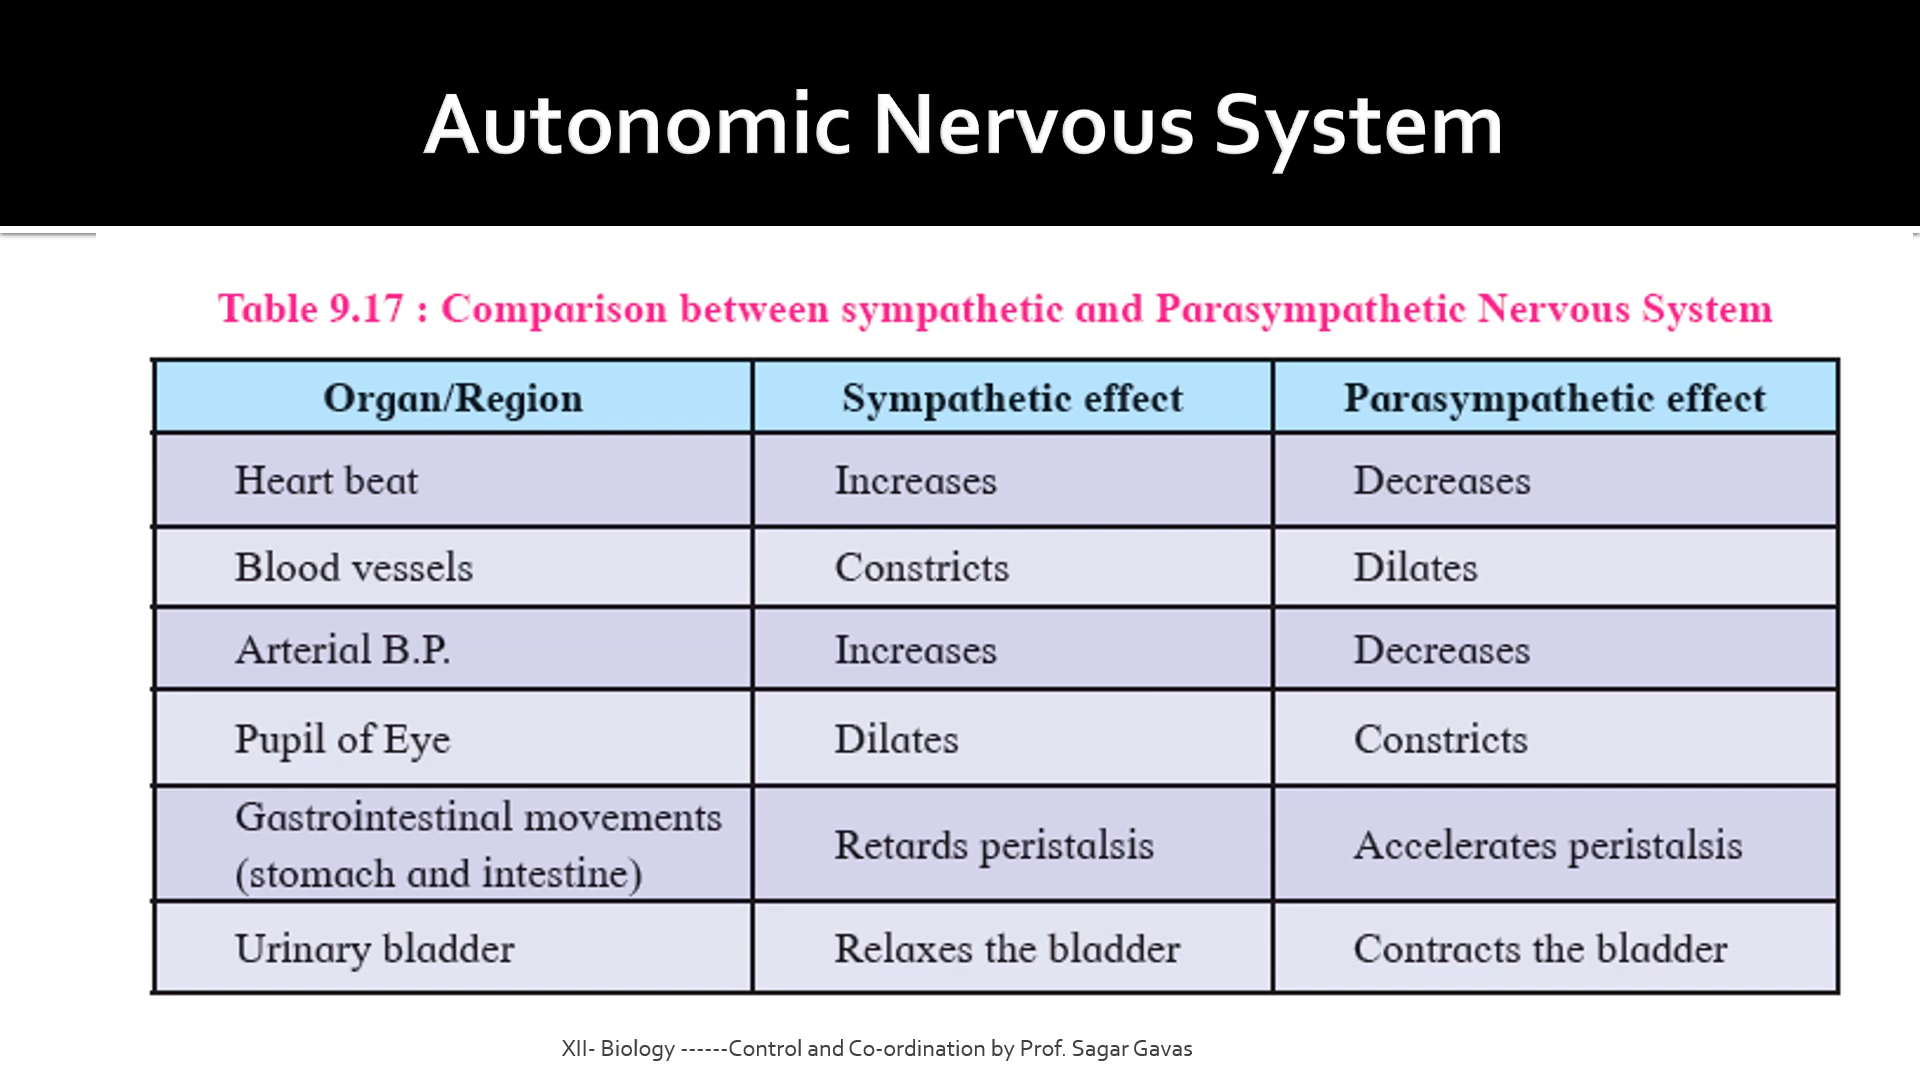 Autonomic Nervous System
Table 9.17 : Comparison between sympathetic and Parasympathetic Nervous System
Organ/Region Sympathetic effect Parasympathetic effect
Heart beat Increases Decreases
Blood vessels Constricts Dilates
Arterial B.P. Increases Decreases
Pupil of Eye Dilates Constricts
Gastrointestinal movements
(stomach and intestine) Retards peristalsis Accelerates peristalsis
Urinary bladder Relaxes the bladder Contracts the bladder
XII- Biology ------Control and Co-ordination by Prof. Sagar Gavas